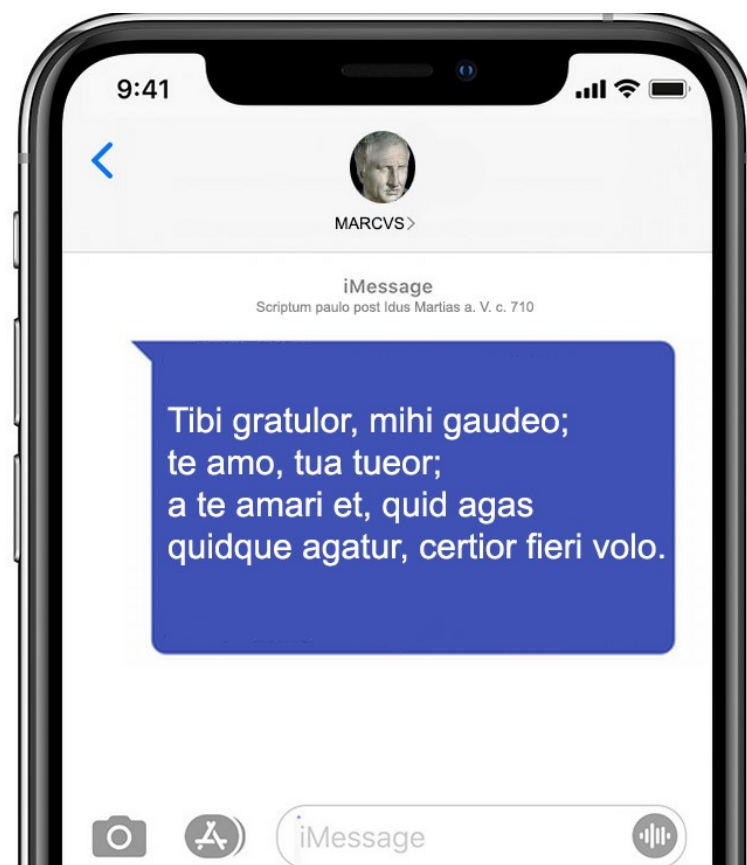 9:41
MARCVS>
iMessage
Scriptum paulo post Idus Martias a. V. c. 710
Tibi gratulor, mihi gaudeo;
te amo, tua tueor;
a te amari et, quid agas
quidque agatur, certior fieri volo.
iMessage